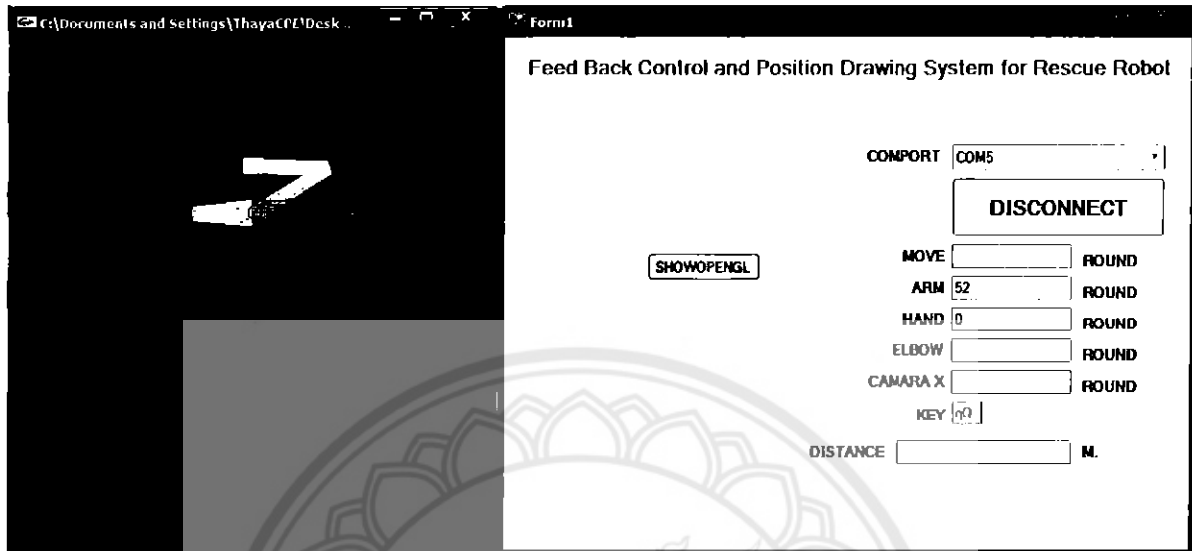 C:\Documents and Settings\ThayaCPE\Desk...
Form1
Feed Back Control and Position Drawing System for Rescue Robot
COMPORT COM5
DISCONNECT
SHOWOPENGL
MOVE ROUND
ARM 52 ROUND
HAND 0 ROUND
ELBOW ROUND
CAMARA X ROUND
KEY
DISTANCE M.